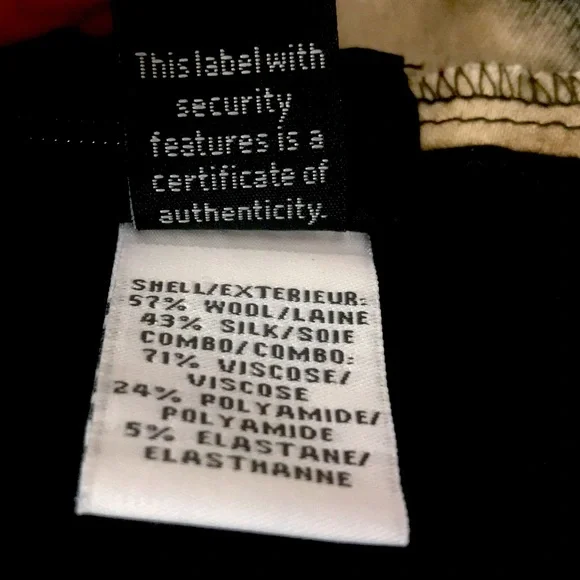 This label with
security
features is a
certificate of
authenticity.
SHELL/EXTERIEUR:
57% WOOL/LAINE
43% SILK/SOIE
COMBO/COMBO:
71% VISCOSE/
VISCOSE
24% POLYAMIDE/
POLYAMIDE
5% ELASTANE/
ELASTHANNE